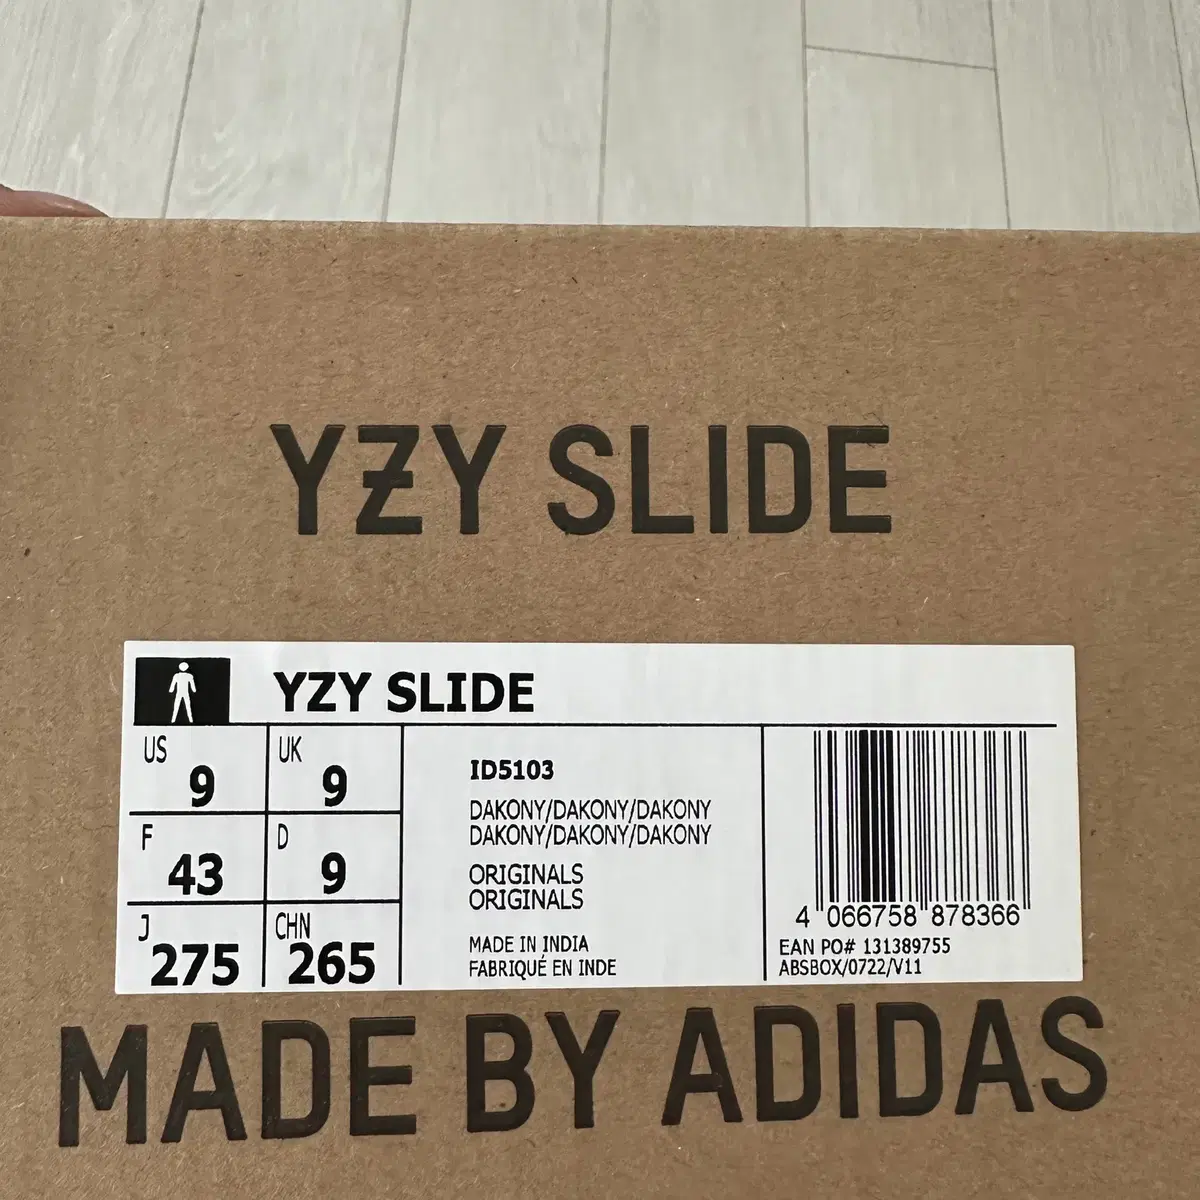 YZY SLIDE
YZY SLIDE
US 9 UK 9
F 43 D 9
J 275 CHN 265
ID5103
DAKONY/DAKONY/DAKONY
DAKONY/DAKONY/DAKONY
ORIGINALS
ORIGINALS
MADE IN INDIA
FABRIQUÉ EN INDE
4 066758 878366
EAN PO# 131389755
ABSBOX/0722/V11
MADE BY ADIDAS